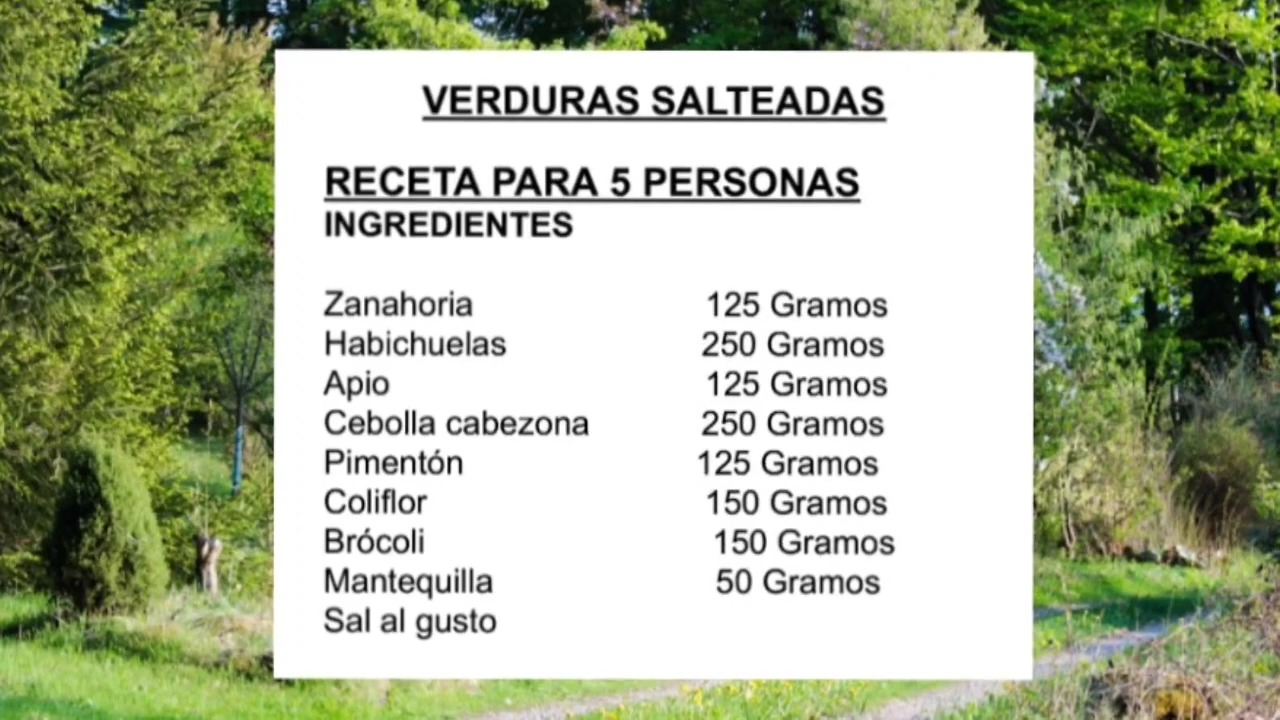 VERDURAS SALTEADAS
RECETA PARA 5 PERSONAS
INGREDIENTES
Zanahoria 125 Gramos
Habichuelas 250 Gramos
Apio 125 Gramos
Cebolla cabezona 250 Gramos
Pimentón 125 Gramos
Coliflor 150 Gramos
Brócoli 150 Gramos
Mantequilla 50 Gramos
Sal al gusto